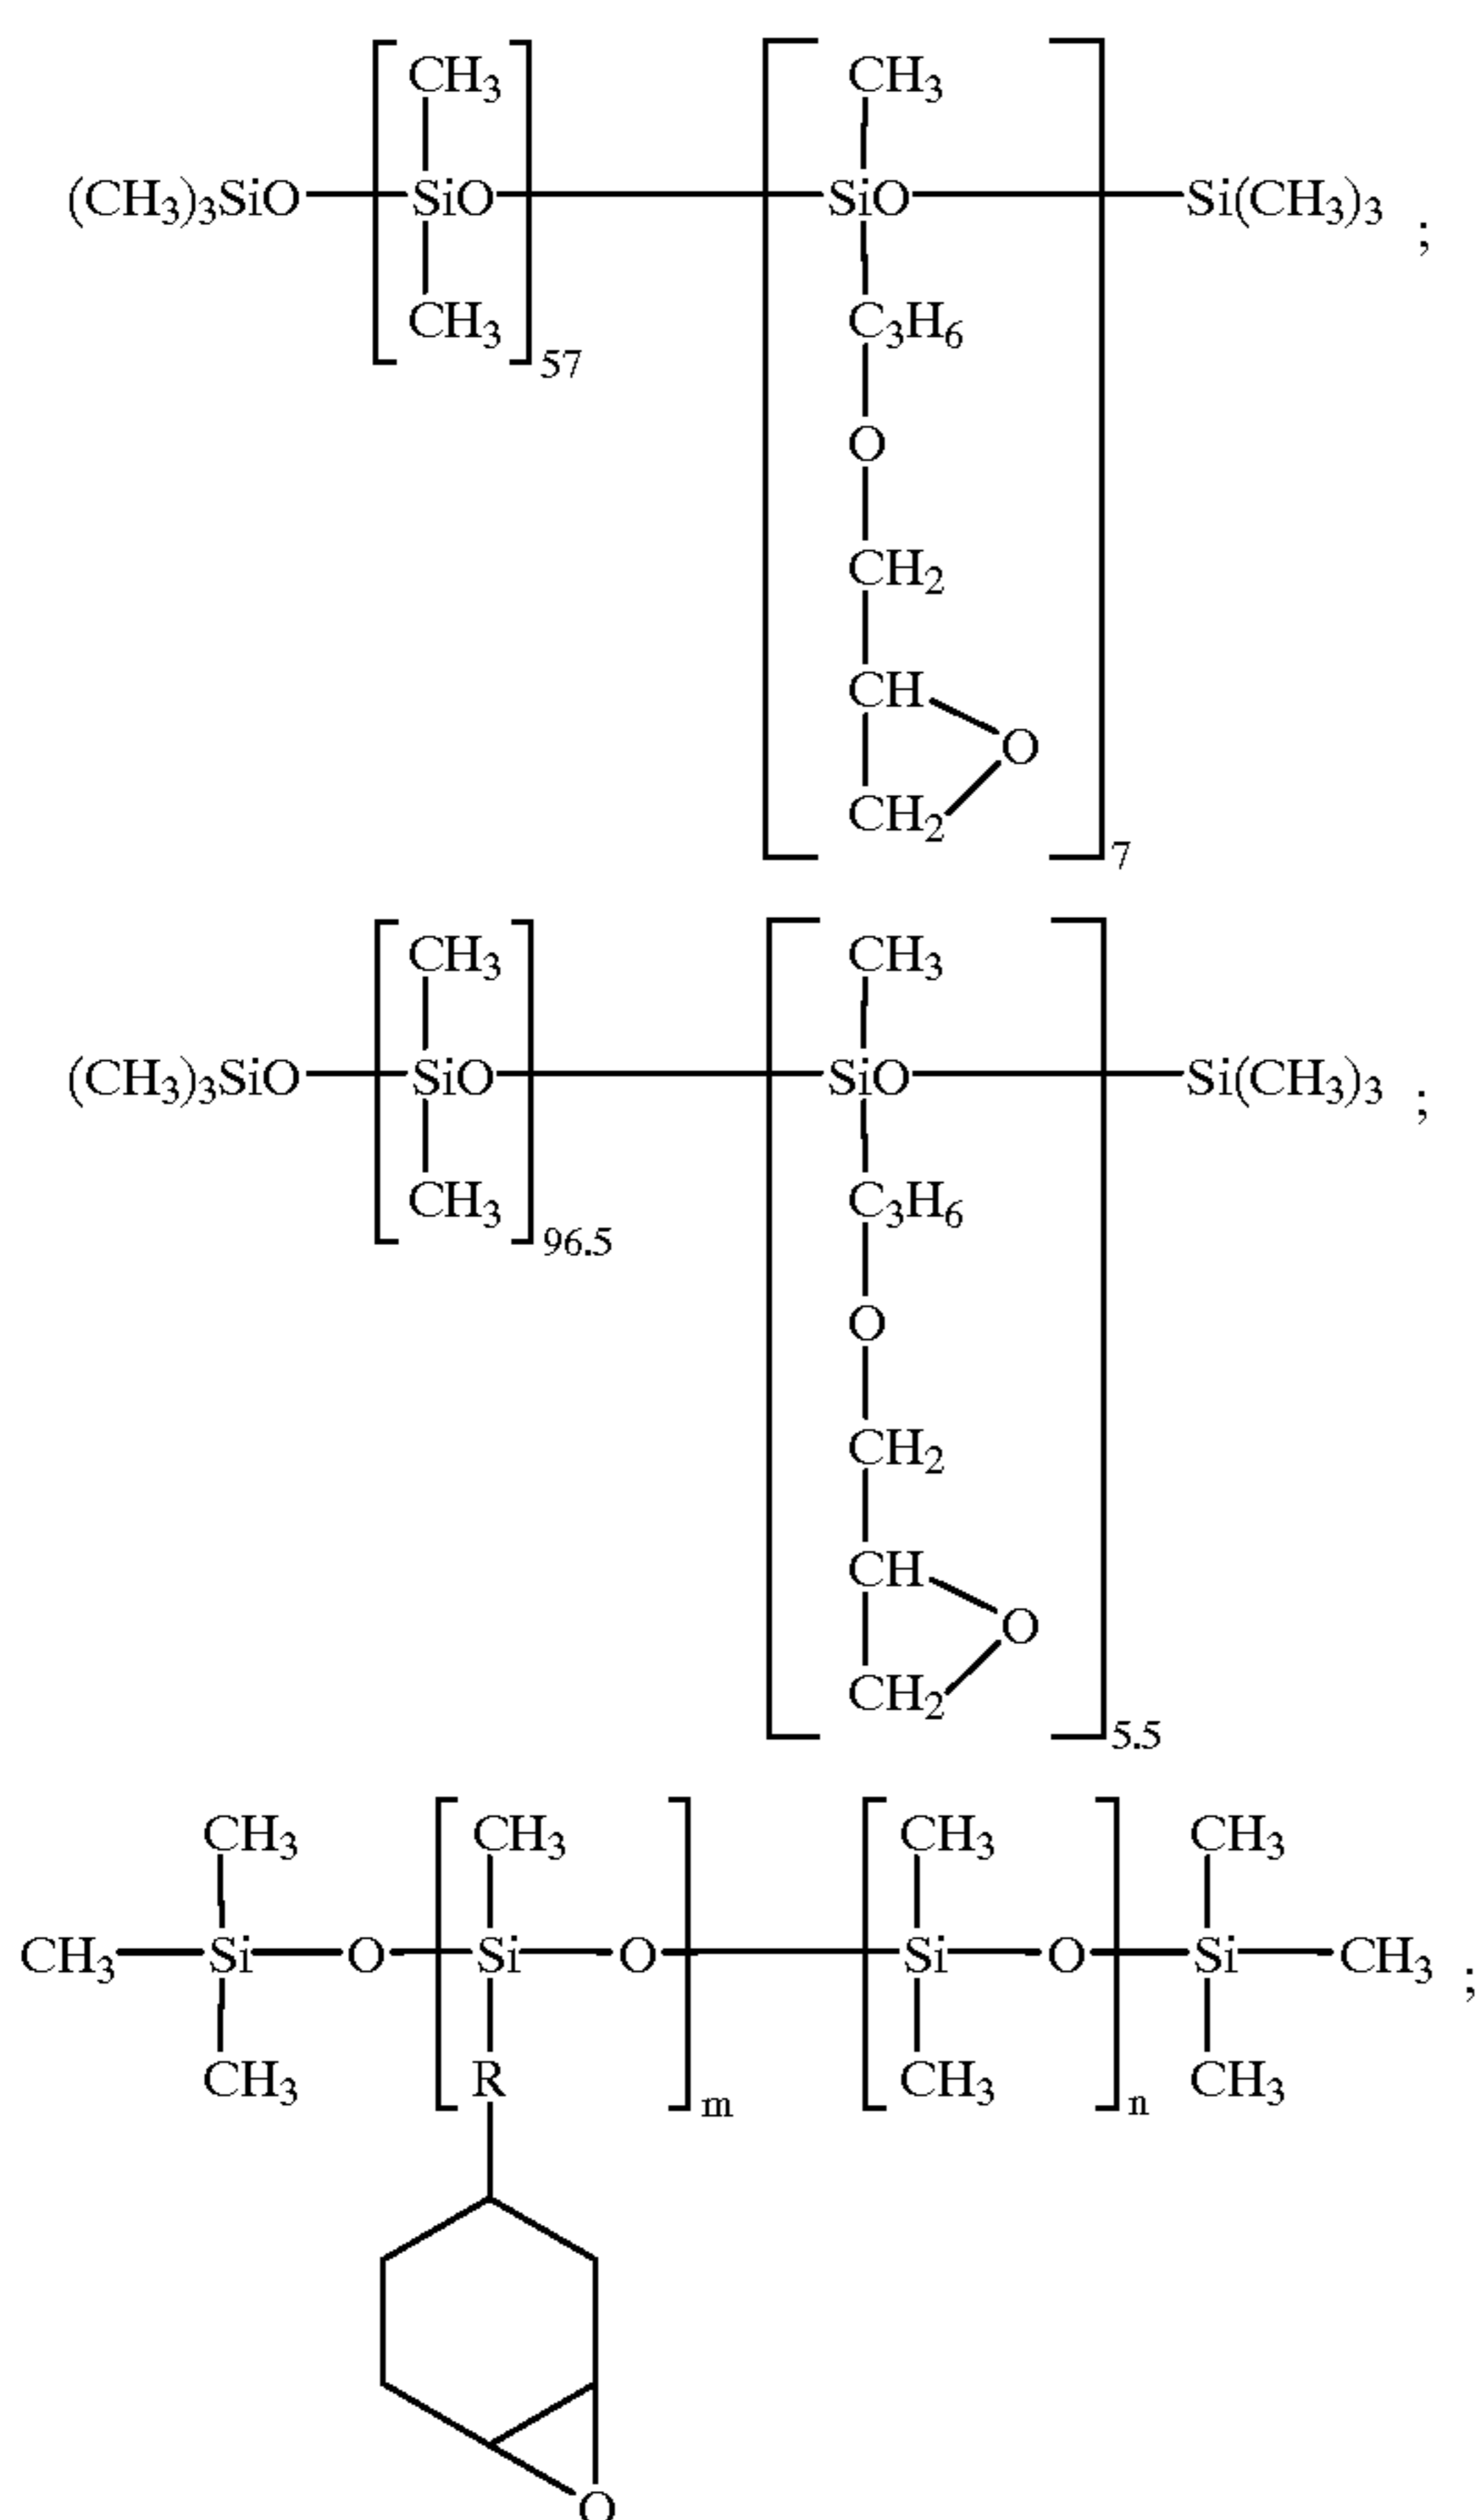 CH3 CH3
(CH3)3SiO SiO SiO Si(CH3)3 ;
CH3 C3H6
57
O
CH2
CH
O
CH2
7
CH3 CH3
(CH3)3SiO SiO SiO Si(CH3)3 ;
CH3 C3H6
96.5
O
CH2
CH
O
CH2
5.5
CH3 CH3 CH3 CH3
CH3 Si O Si O Si O Si CH3 ;
CH3 R CH3 CH3
m n
O